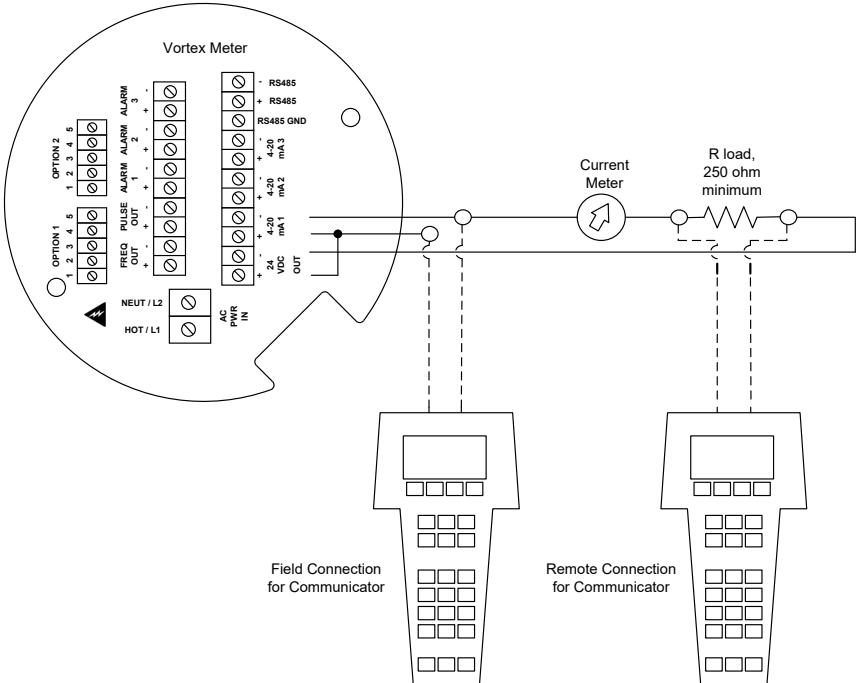 Vortex Meter
- RS485
+ RS485
RS485 GND
- 4-20
+ mA 3
- 4-20
+ mA 2
- 4-20
+ mA 1
- 24
+ VDC
OUT
ALARM
3
- +
ALARM
2
- +
ALARM
1
- +
PULSE
OUT
- +
FREQ
OUT
- +
OPTION 2
5
4
3
2
1
OPTION 1
5
4
3
2
1
NEUT / L2
HOT / L1
AC
PWR
IN
Current
Meter
R load,
250 ohm
minimum
Field Connection
for Communicator
Remote Connection
for Communicator